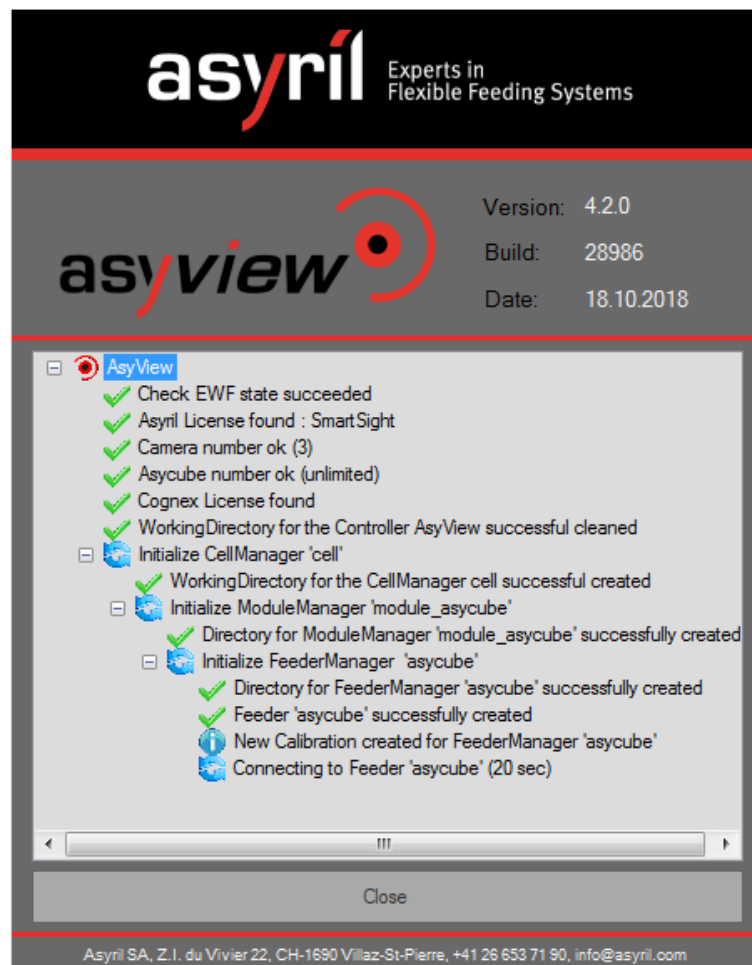 asyril
Experts in
Flexible Feeding Systems
asyview
Version: 4.2.0
Build: 28986
Date: 18.10.2018
AsyView
Check EWF state succeeded
Asyril License found : SmartSight
Camera number ok (3)
Asycube number ok (unlimited)
Cognex License found
WorkingDirectory for the Controller AsyView successful cleaned
Initialize CellManager 'cell'
WorkingDirectory for the CellManager cell successful created
Initialize ModuleManager 'module_asycube'
Directory for ModuleManager 'module_asycube' successfully created
Initialize FeederManager 'asycube'
Directory for FeederManager 'asycube' successfully created
Feeder 'asycube' successfully created
New Calibration created for FeederManager 'asycube'
Connecting to Feeder 'asycube' (20 sec)
Close
Asyril SA, Z.I. du Vivier 22, CH-1690 Villaz-St-Pierre, +41 26 653 71 90, info@asyril.com